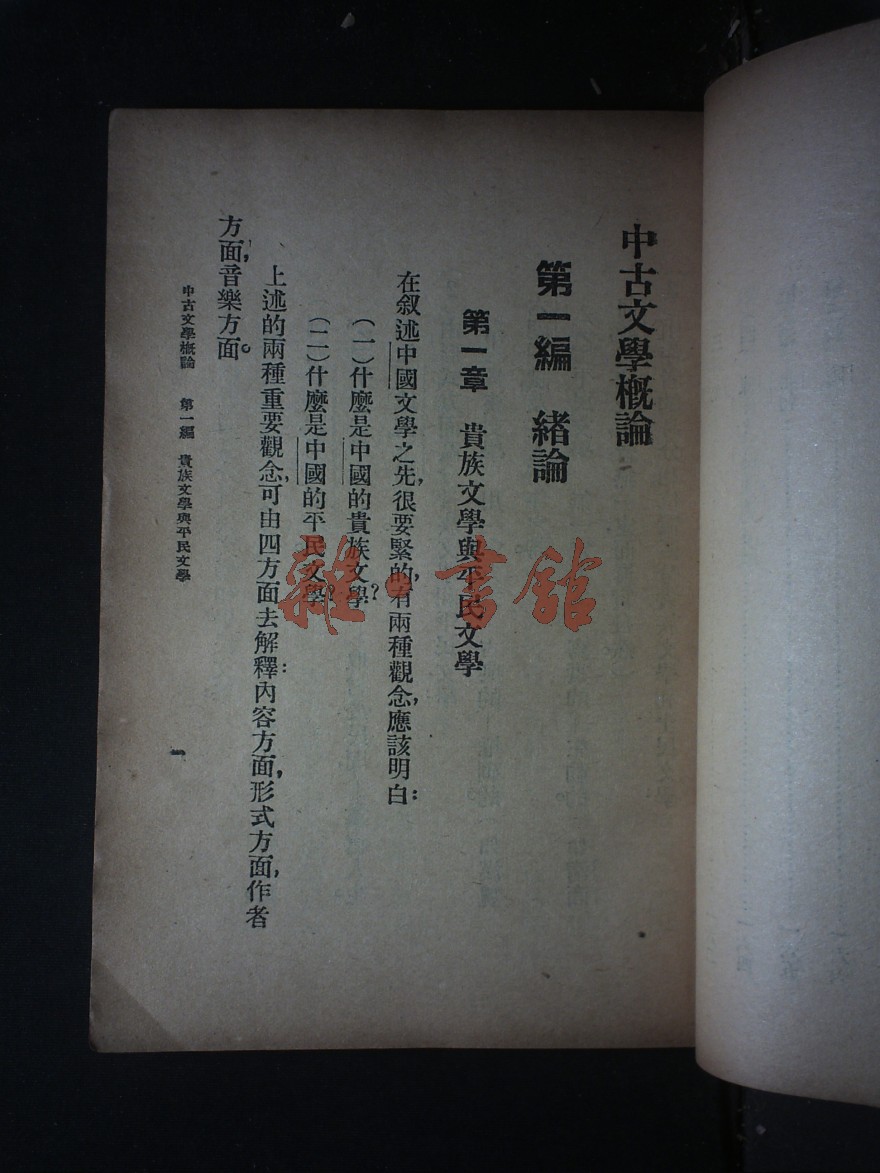 中古文學概論
第一編　緒論
第一章　貴族文學與平民文學
在叙述中國文學之先,很要緊的,有兩種觀念,應該明白:
(一)什麼是中國的貴族文學?
(二)什麼是中國的平民文學?
上述的兩種重要觀念,可由四方面去解釋:內容方面,形式方面,作者
方面,音樂方面。
中古文學概論　第一編　貴族文學與平民文學
一
雜·書館